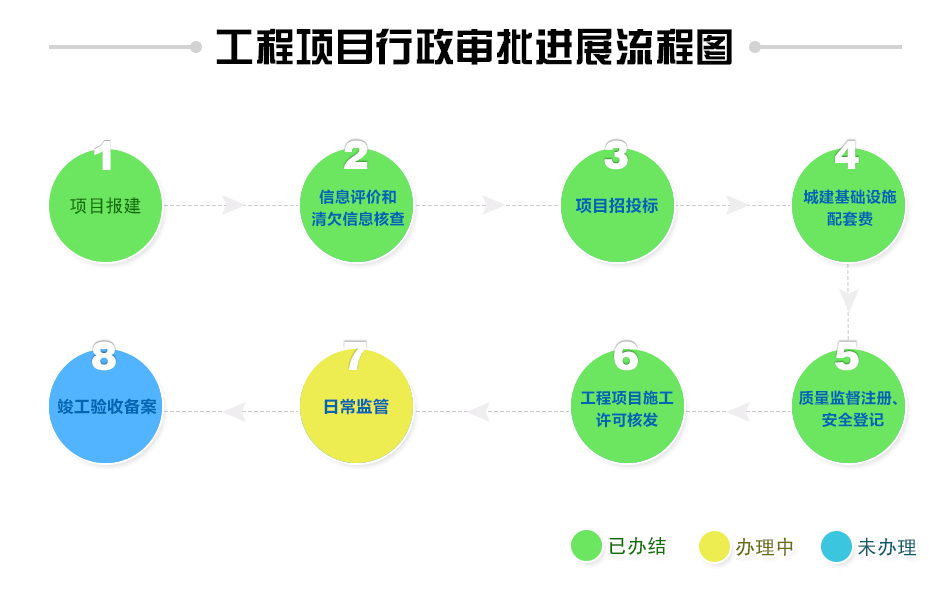 工程项目行政审批进展流程图
1
项目报建
2
信息评价和
清欠信息核查
3
项目招投标
4
城建基础设施
配套费
5
质量监督注册、
安全登记
6
工程项目施工
许可核发
7
日常监管
8
竣工验收备案
已办结
办理中
未办理